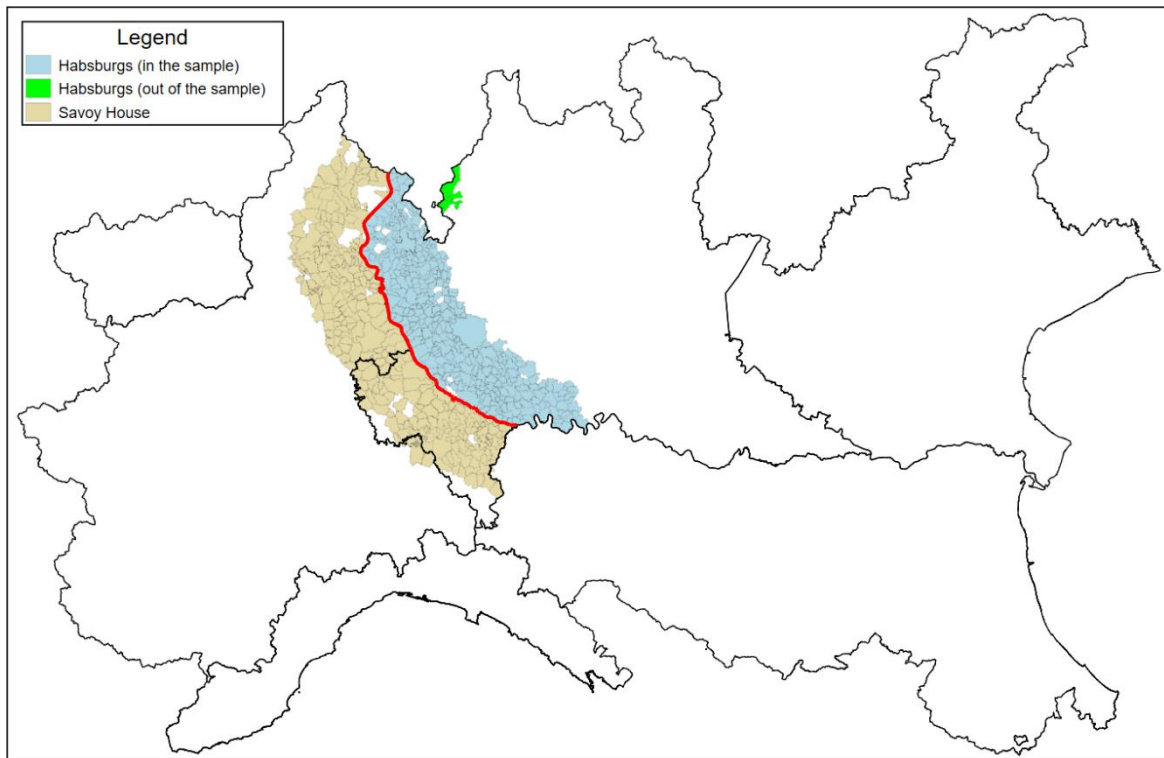 Legend
Habsburgs (in the sample)
Habsburgs (out of the sample)
Savoy House